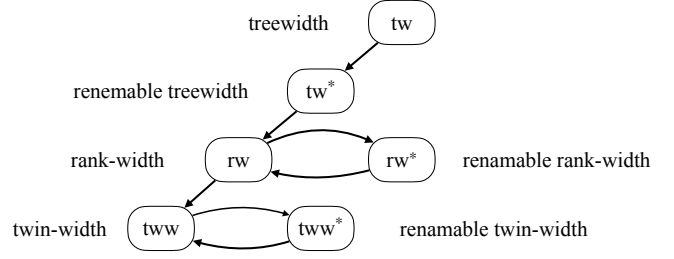 treewidth tw
renemable treewidth tw*
rank-width rw rw* renamable rank-width
twin-width tww tww* renamable twin-width